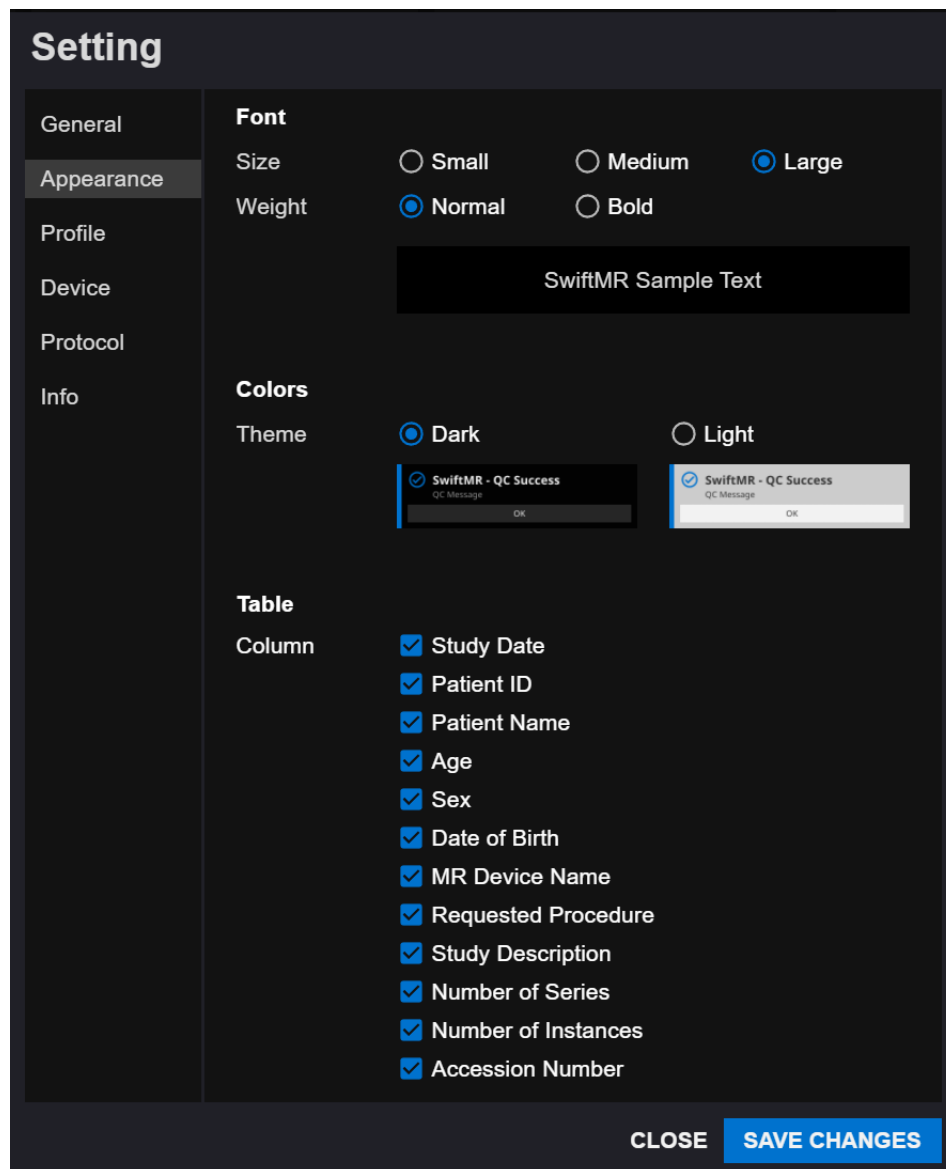 Setting
General
Appearance
Profile
Device
Protocol
Info
Font
Size Small Medium Large
Weight Normal Bold
SwiftMR Sample Text
Colors
Theme Dark Light
SwiftMR - QC Success
QC Message
OK
SwiftMR - QC Success
QC Message
OK
Table
Column Study Date
Patient ID
Patient Name
Age
Sex
Date of Birth
MR Device Name
Requested Procedure
Study Description
Number of Series
Number of Instances
Accession Number
CLOSE SAVE CHANGES